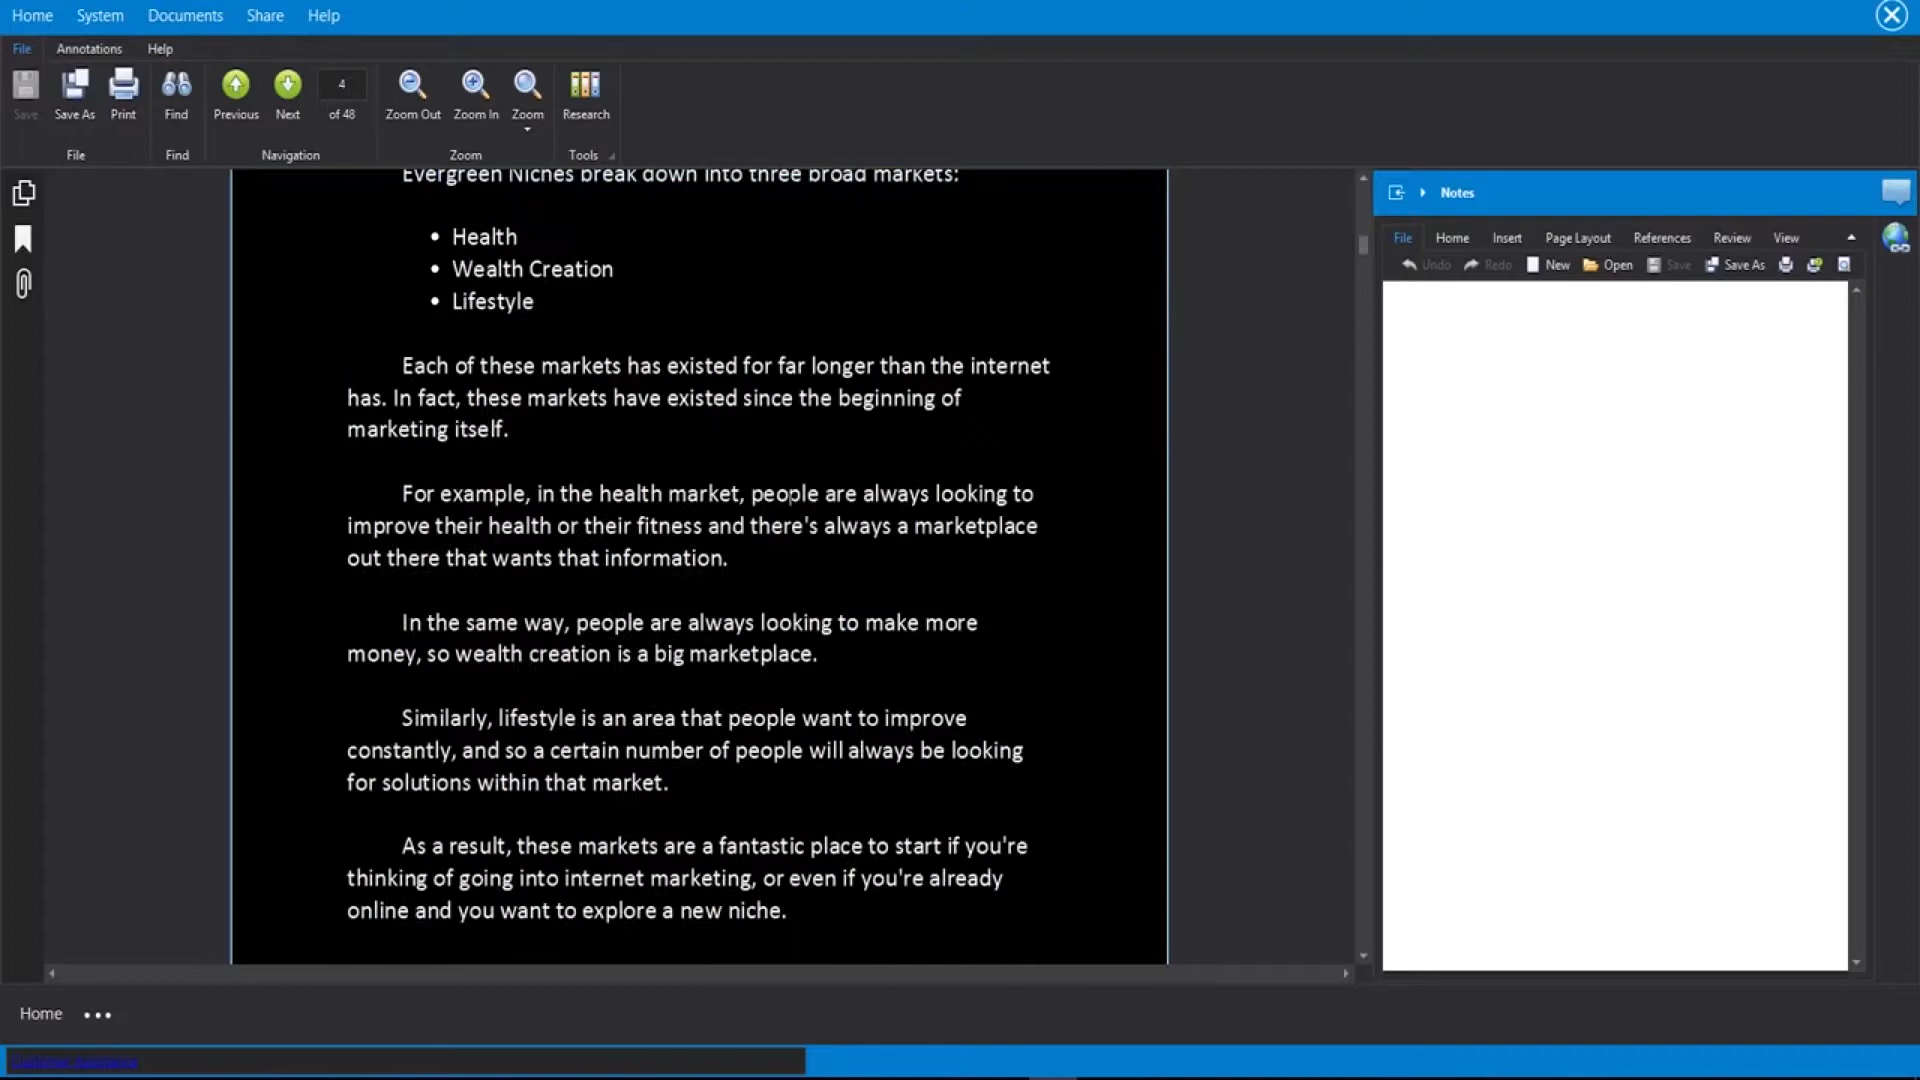 Home System Documents Share Help
File Annotations Help
4
Save Save As Print Find Previous Next of 48 Zoom Out Zoom In Zoom Research
File Find Navigation Zoom Tools
Evergreen Niches break down into three broad markets:
• Health
• Wealth Creation
• Lifestyle
Each of these markets has existed for far longer than the internet
has. In fact, these markets have existed since the beginning of
marketing itself.
For example, in the health market, people are always looking to
improve their health or their fitness and there's always a marketplace
out there that wants that information.
In the same way, people are always looking to make more
money, so wealth creation is a big marketplace.
Similarly, lifestyle is an area that people want to improve
constantly, and so a certain number of people will always be looking
for solutions within that market.
As a result, these markets are a fantastic place to start if you're
thinking of going into internet marketing, or even if you're already
online and you want to explore a new niche.
Notes
File Home Insert Page Layout References Review View
Undo Redo New Open Save Save As
Home •••